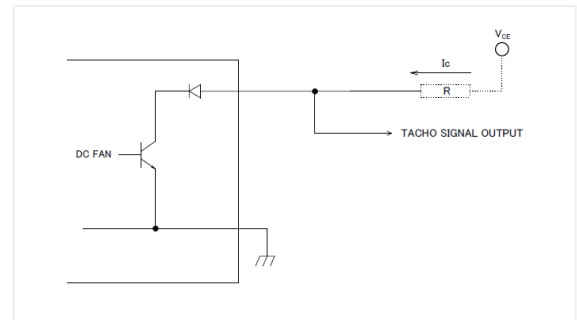 VCE
Ic
R
TACHO SIGNAL OUTPUT
DC FAN